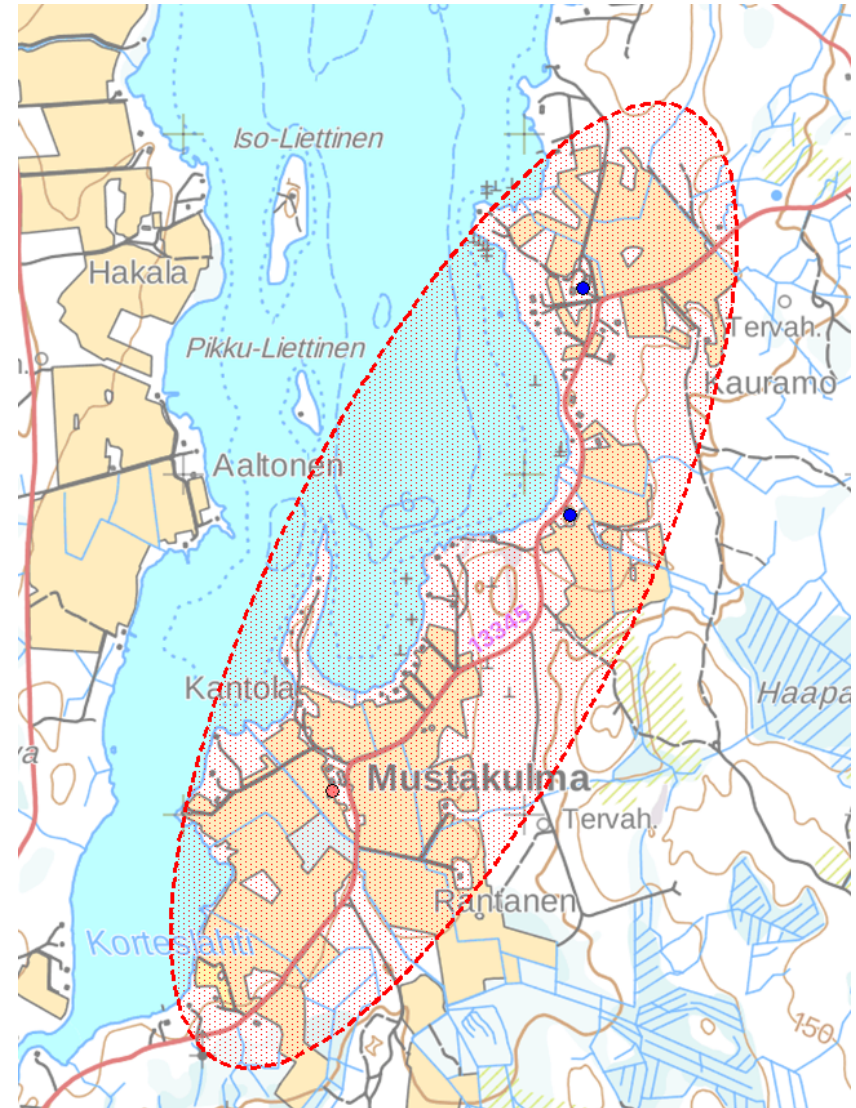 Iso-Liettinen
Hakala
Pikku-Liettinen
Tervah.
Kauramo
Aaltonen
13345
Kantola
Haapa
Mustakulma
Tervah.
Rantanen
Korteslahti
150